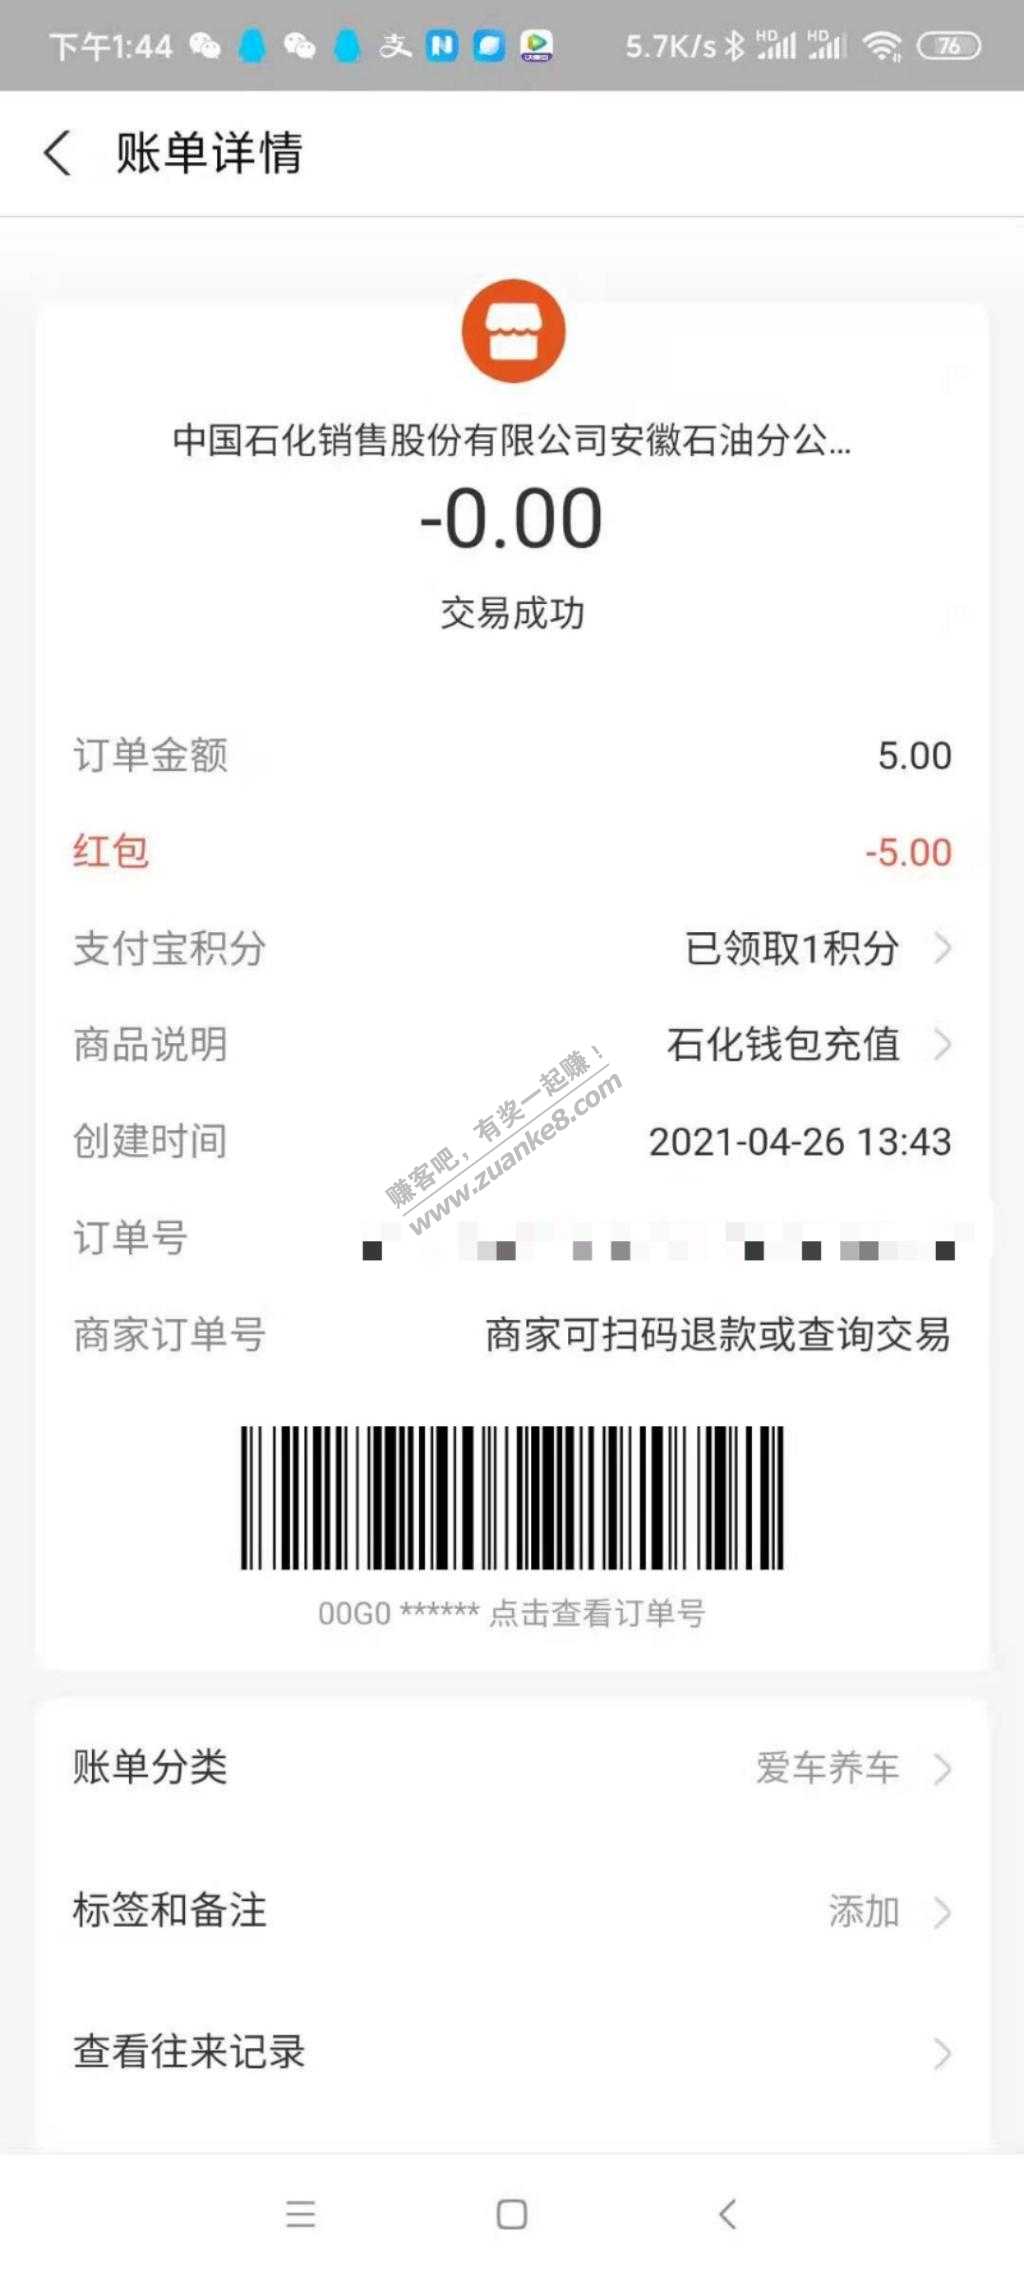 下午1:44 5.7K/s HD HD 76
账单详情
中国石化销售股份有限公司安徽石油分公...
-0.00
交易成功
订单金额 5.00
红包 -5.00
支付宝积分 已领取1积分
商品说明 石化钱包充值
创建时间 2021-04-26 13:43
订单号
商家订单号 商家可扫码退款或查询交易
00G0 ****** 点击查看订单号
账单分类 爱车养车
标签和备注 添加
查看往来记录
赚客吧，有奖一起赚！
www.zuanke8.com